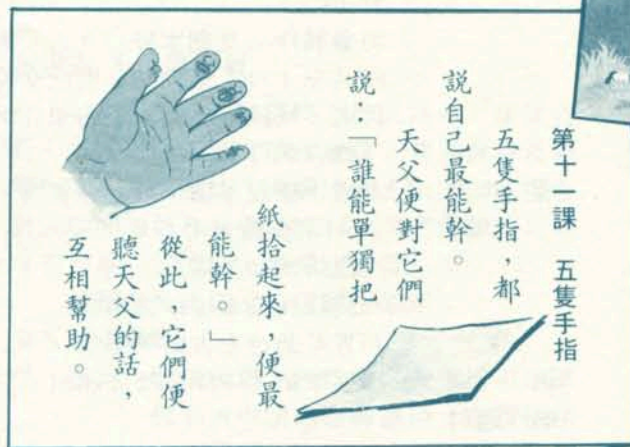 第十一課　五隻手指
五隻手指，都
說自己最能幹。
天父便對它們
說：「誰能單獨把
紙拾起來，便最
能幹。」
從此，它們便
聽天父的話，
互相幫助。